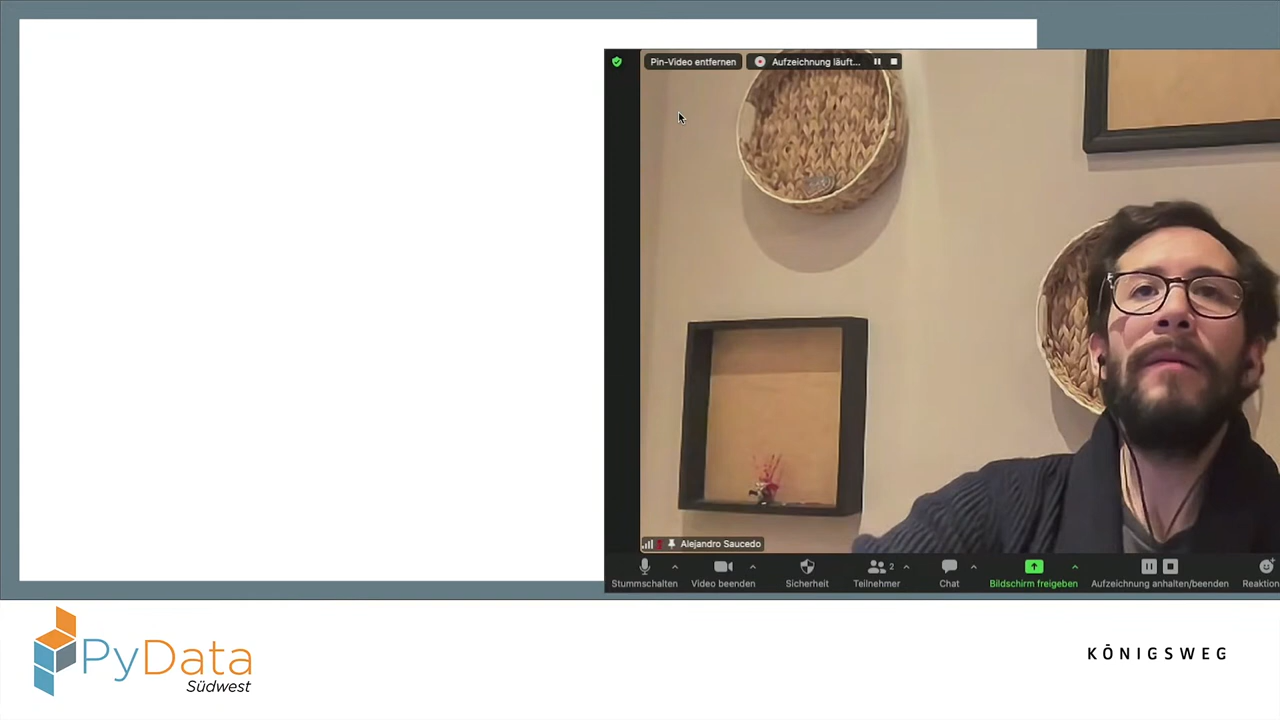 Pin-Video entfernen
Aufzeichnung läuft...
Alejandro Saucedo
Stummschalten
Video beenden
Sicherheit
Teilnehmer
2
Chat
Bildschirm freigeben
Aufzeichnung anhalten/beenden
Reaktion
PyData
Südwest
KÖNIGSWEG